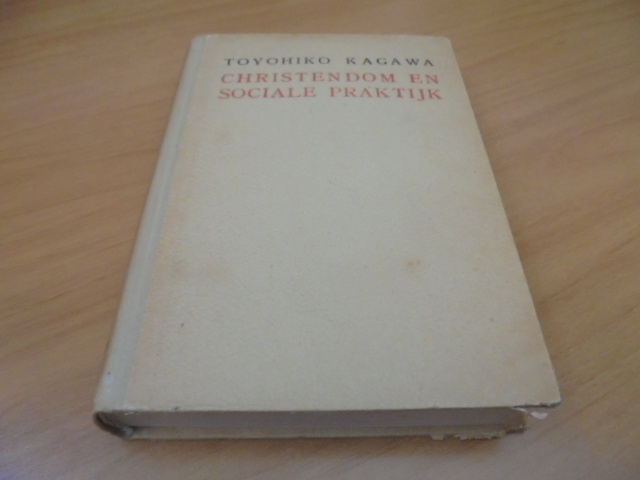 TOYOHIKO KAGAWA
CHRISTENDOM EN
SOCIALE PRAKTIJK